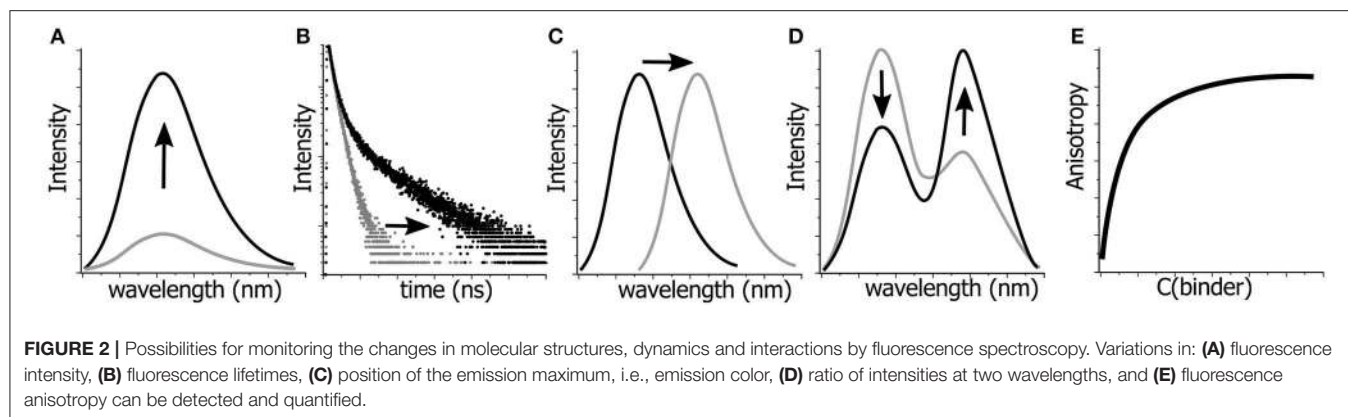 A
B
C
D
E
Intensity
Intensity
Intensity
Intensity
Anisotropy
wavelength (nm)
time (ns)
wavelength (nm)
wavelength (nm)
C(binder)
FIGURE 2 | Possibilities for monitoring the changes in molecular structures, dynamics and interactions by fluorescence spectroscopy. Variations in: (A) fluorescence
intensity, (B) fluorescence lifetimes, (C) position of the emission maximum, i.e., emission color, (D) ratio of intensities at two wavelengths, and (E) fluorescence
anisotropy can be detected and quantified.